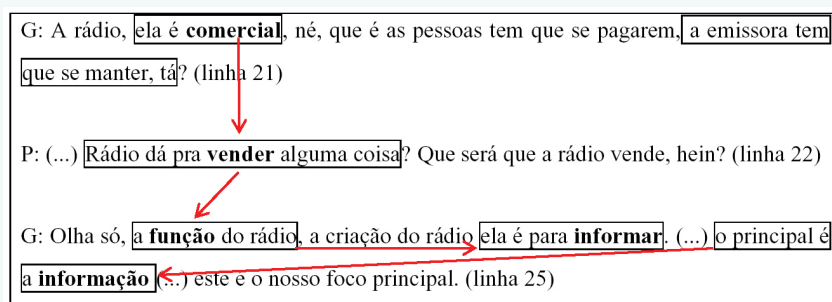 G: A rádio, ela é comercial, né, que é as pessoas tem que se pagarem, a emissora tem
que se manter, tá? (linha 21)
P: (...) Rádio dá pra vender alguma coisa? Que será que a rádio vende, hein? (linha 22)
G: Olha só, a função do rádio, a criação do rádio ela é para informar. (...) o principal é
a informação (...) este e o nosso foco principal. (linha 25)